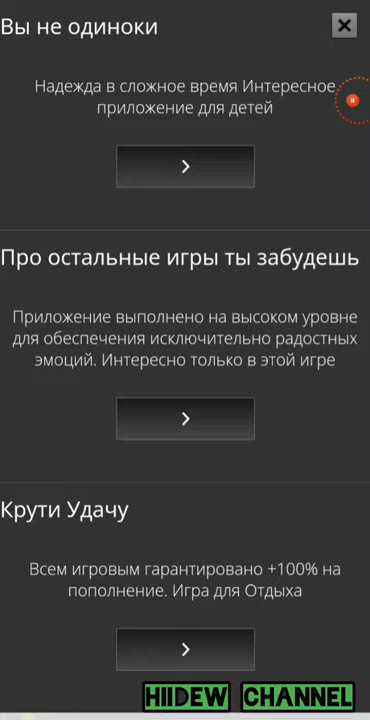 Вы не одиноки
Надежда в сложное время Интересное
приложение для детей
Про остальные игры ты забудешь
Приложение выполнено на высоком уровне
для обеспечения исключительно радостных
эмоций. Интересно только в этой игре
Крути Удачу
Всем игровым гарантировано +100% на
пополнение. Игра для Отдыха
HIIDEW CHANNEL